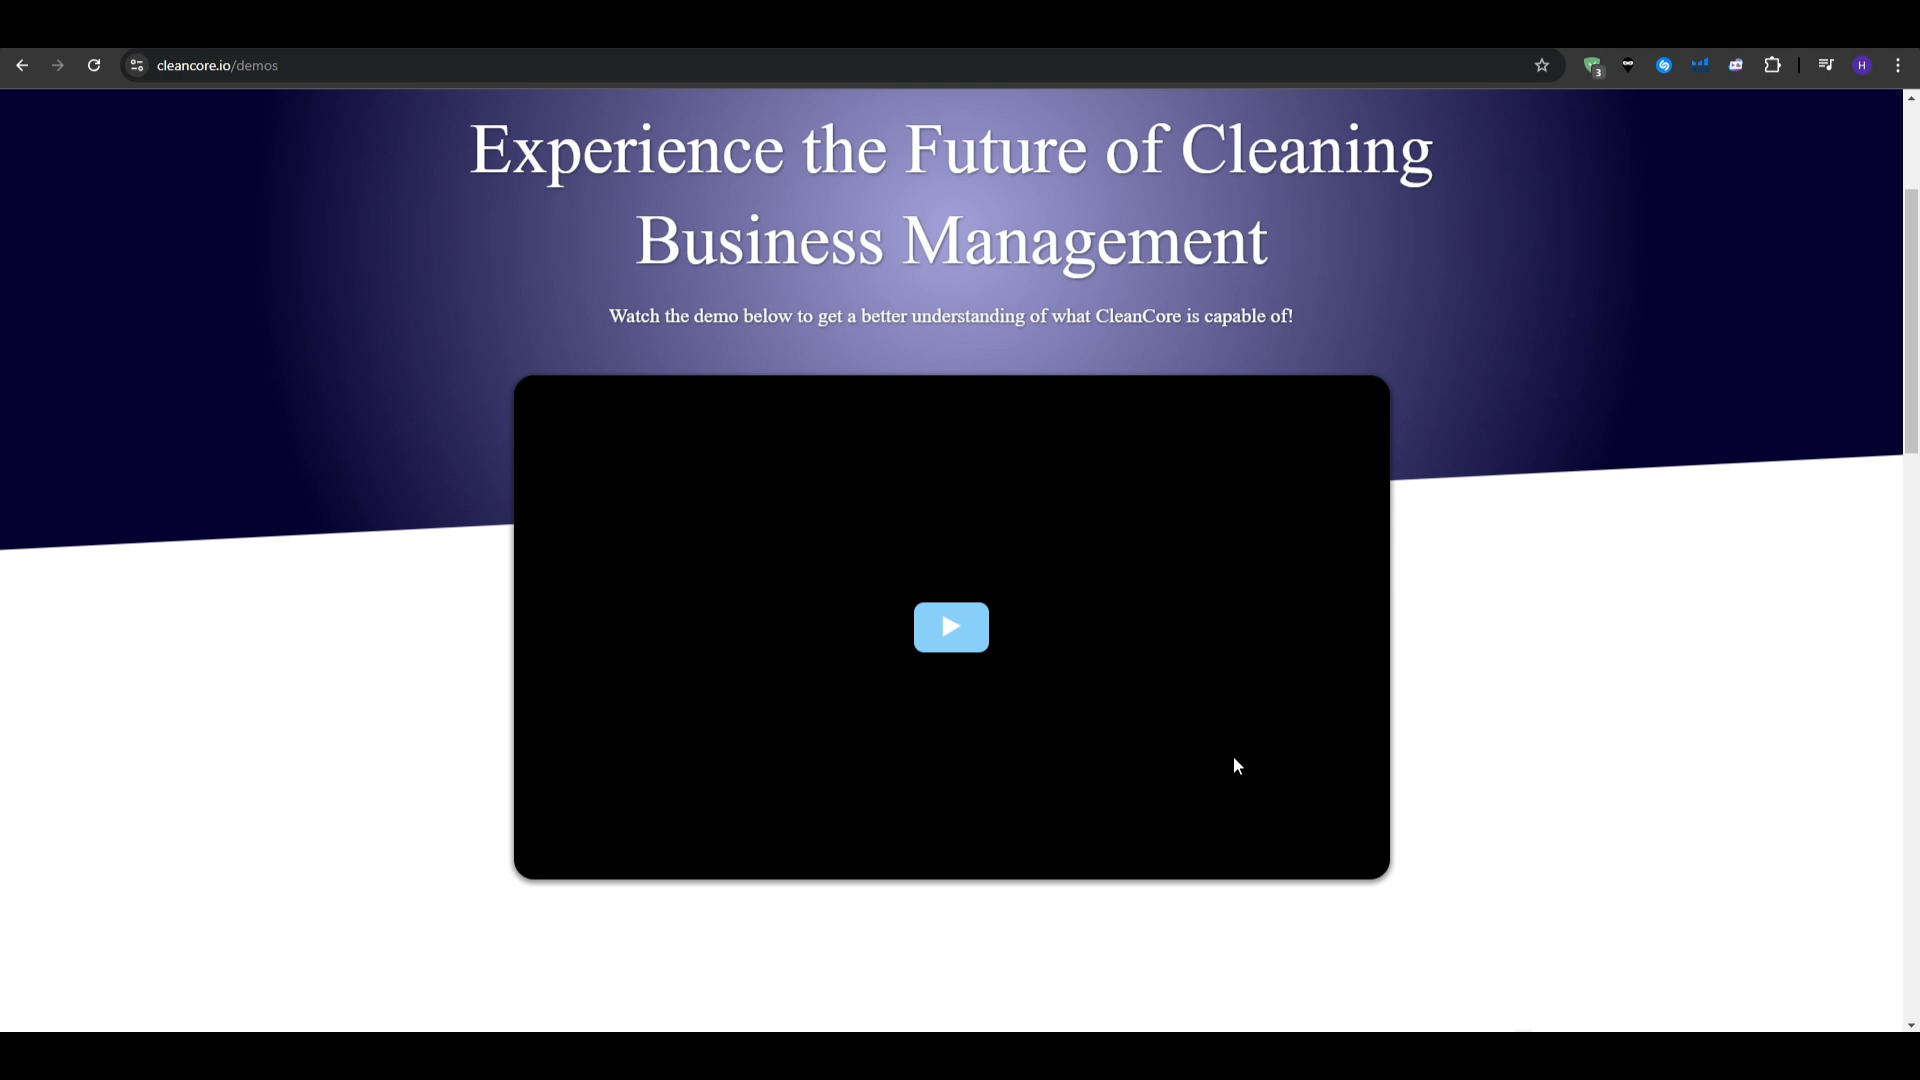 cleancore.io/demos
3
H
Experience the Future of Cleaning
Business Management
Watch the demo below to get a better understanding of what CleanCore is capable of!